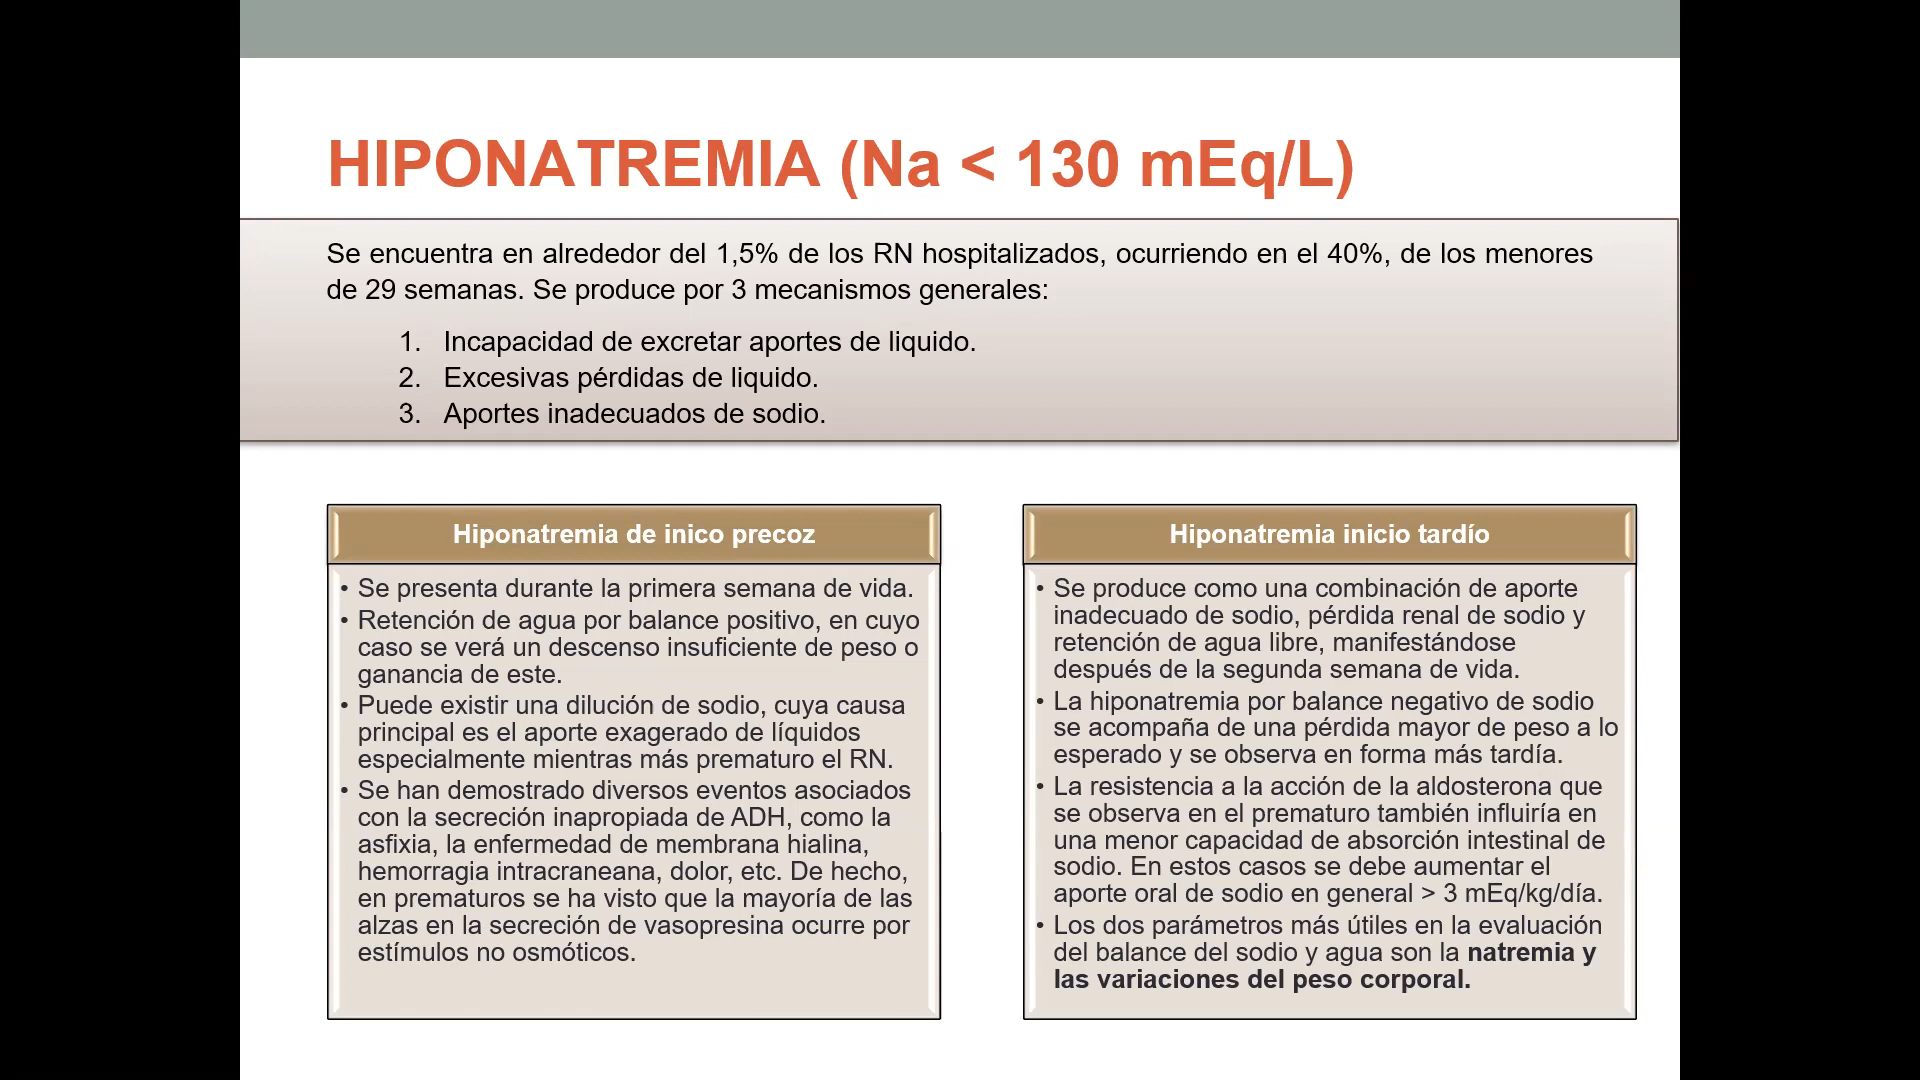 HIPONATREMIA (Na < 130 mEq/L)
Se encuentra en alrededor del 1,5% de los RN hospitalizados, ocurriendo en el 40%, de los menores
de 29 semanas. Se produce por 3 mecanismos generales:
1. Incapacidad de excretar aportes de liquido.
2. Excesivas pérdidas de liquido.
3. Aportes inadecuados de sodio.
Hiponatremia de inico precoz
• Se presenta durante la primera semana de vida.
• Retención de agua por balance positivo, en cuyo
caso se verá un descenso insuficiente de peso o
ganancia de este.
• Puede existir una dilución de sodio, cuya causa
principal es el aporte exagerado de líquidos
especialmente mientras más prematuro el RN.
• Se han demostrado diversos eventos asociados
con la secreción inapropiada de ADH, como la
asfixia, la enfermedad de membrana hialina,
hemorragia intracraneana, dolor, etc. De hecho,
en prematuros se ha visto que la mayoría de las
alzas en la secreción de vasopresina ocurre por
estímulos no osmóticos.
Hiponatremia inicio tardío
• Se produce como una combinación de aporte
inadecuado de sodio, pérdida renal de sodio y
retención de agua libre, manifestándose
después de la segunda semana de vida.
• La hiponatremia por balance negativo de sodio
se acompaña de una pérdida mayor de peso a lo
esperado y se observa en forma más tardía.
• La resistencia a la acción de la aldosterona que
se observa en el prematuro también influiría en
una menor capacidad de absorción intestinal de
sodio. En estos casos se debe aumentar el
aporte oral de sodio en general > 3 mEq/kg/día.
• Los dos parámetros más útiles en la evaluación
del balance del sodio y agua son la natremia y
las variaciones del peso corporal.